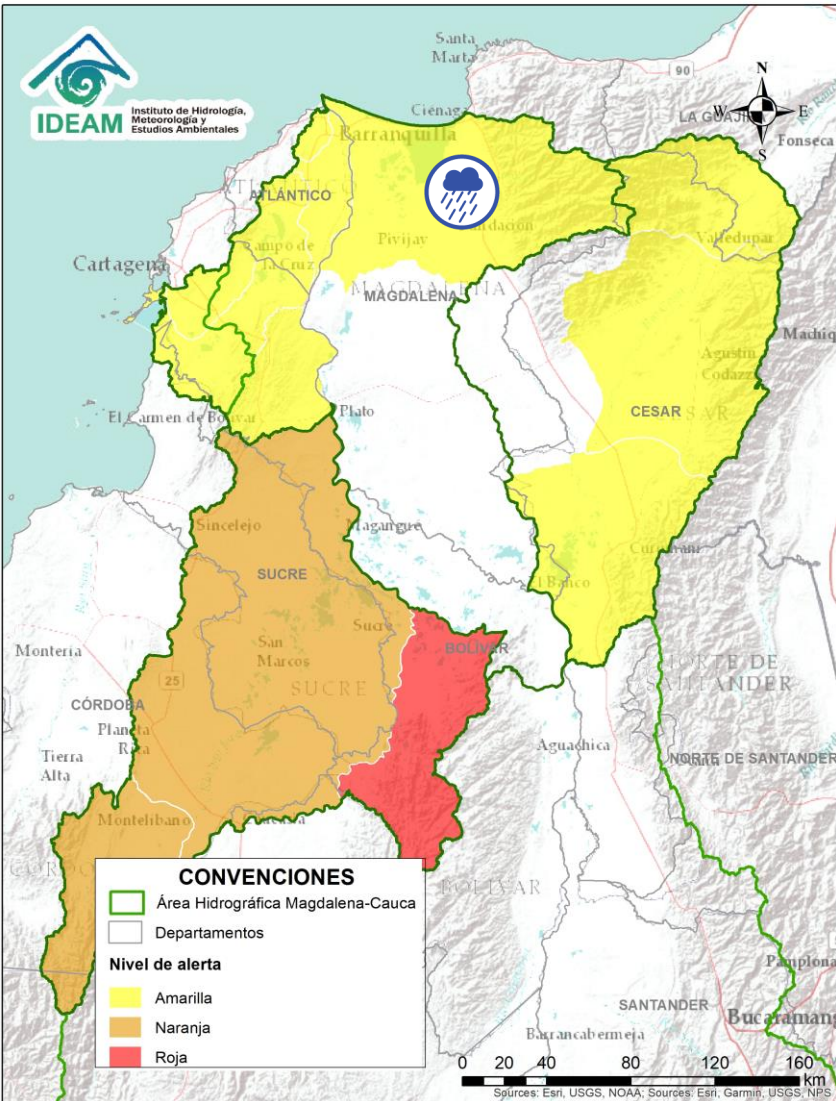 IDEAM
Instituto de Hidrología,
Meteorología y
Estudios Ambientales
Santa
Marta
90
N
W
E
S
LA GUAJIR
Fonseca
Ciénaga
Barranquilla
ATLÁNTICO
Valledupar
Pivijay
Campo de
la Cruz
Cartagena
MAGDALENA
MAGDALENA
Agustín
Codazzi
CESAR
El Carmen de Bolívar
Plato
Sincelejo
Magangue
El Banco
SUCRE
Sucre
San
Marcos
SUCRE
BOLÍVAR
Montería
25
CÓRDOBA
Planeta
Rica
Tierra
Alta
NORTE DE
SANTANDER
NORTE DE SANTANDER
Aguachica
Montelíbano
BOLÍVAR
CONVENCIONES
Área Hidrográfica Magdalena-Cauca
Departamentos
Nivel de alerta
Amarilla
Naranja
Roja
Pamplona
SANTANDER
Bucaramang
Barrancabermeja
0 20 40 80 120 160
km
Sources: Esri, USGS, NOAA; Sources: Esri, Garmin, USGS, NPS